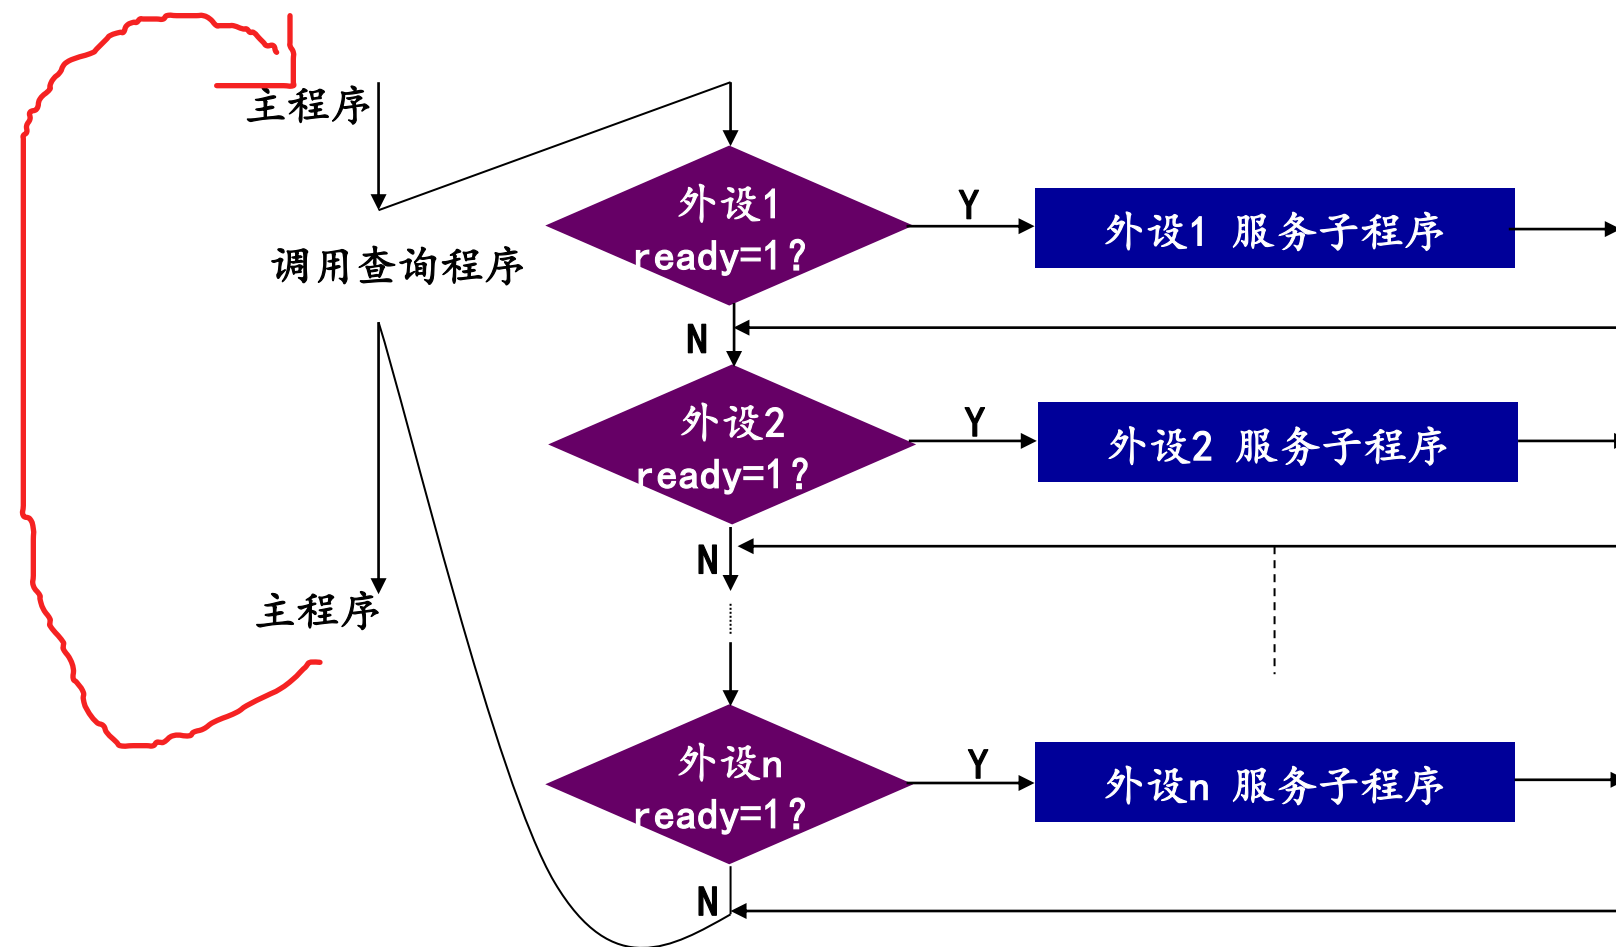 主程序
外设1
ready=1?
Y
外设1 服务子程序
调用查询程序
N
外设2
ready=1?
Y
外设2 服务子程序
N
主程序
外设n
ready=1?
Y
外设n 服务子程序
N